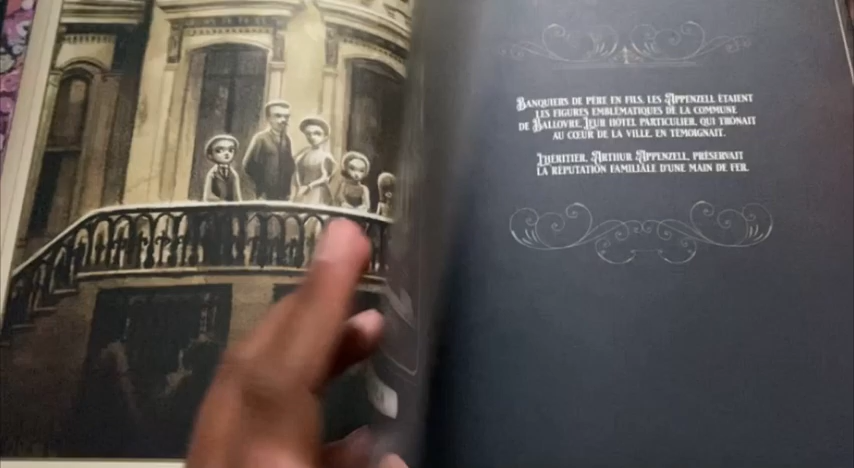 Banquiers de père en fils, les Appenzell étaient
les figures emblématiques de la commune
de Ballovre. Leur hôtel particulier, qui trônait
au cœur de la ville, en témoignait.
L'héritier, Arthur Appenzell, préservait
la réputation familiale d'une main de fer.